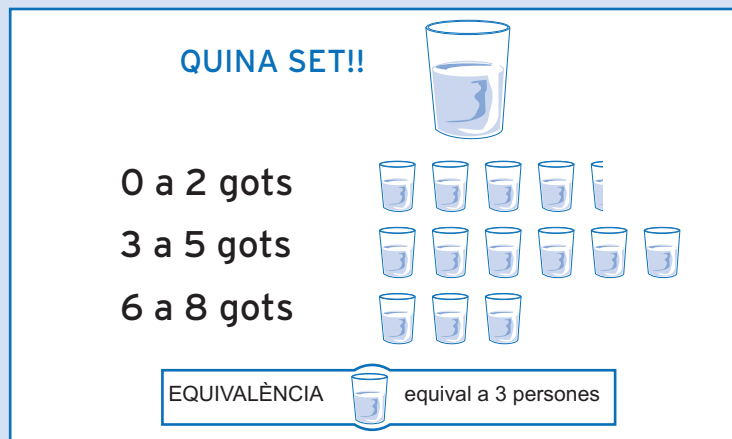 QUINA SET!!
0 a 2 gots
3 a 5 gots
6 a 8 gots
EQUIVALÈNCIA equival a 3 persones